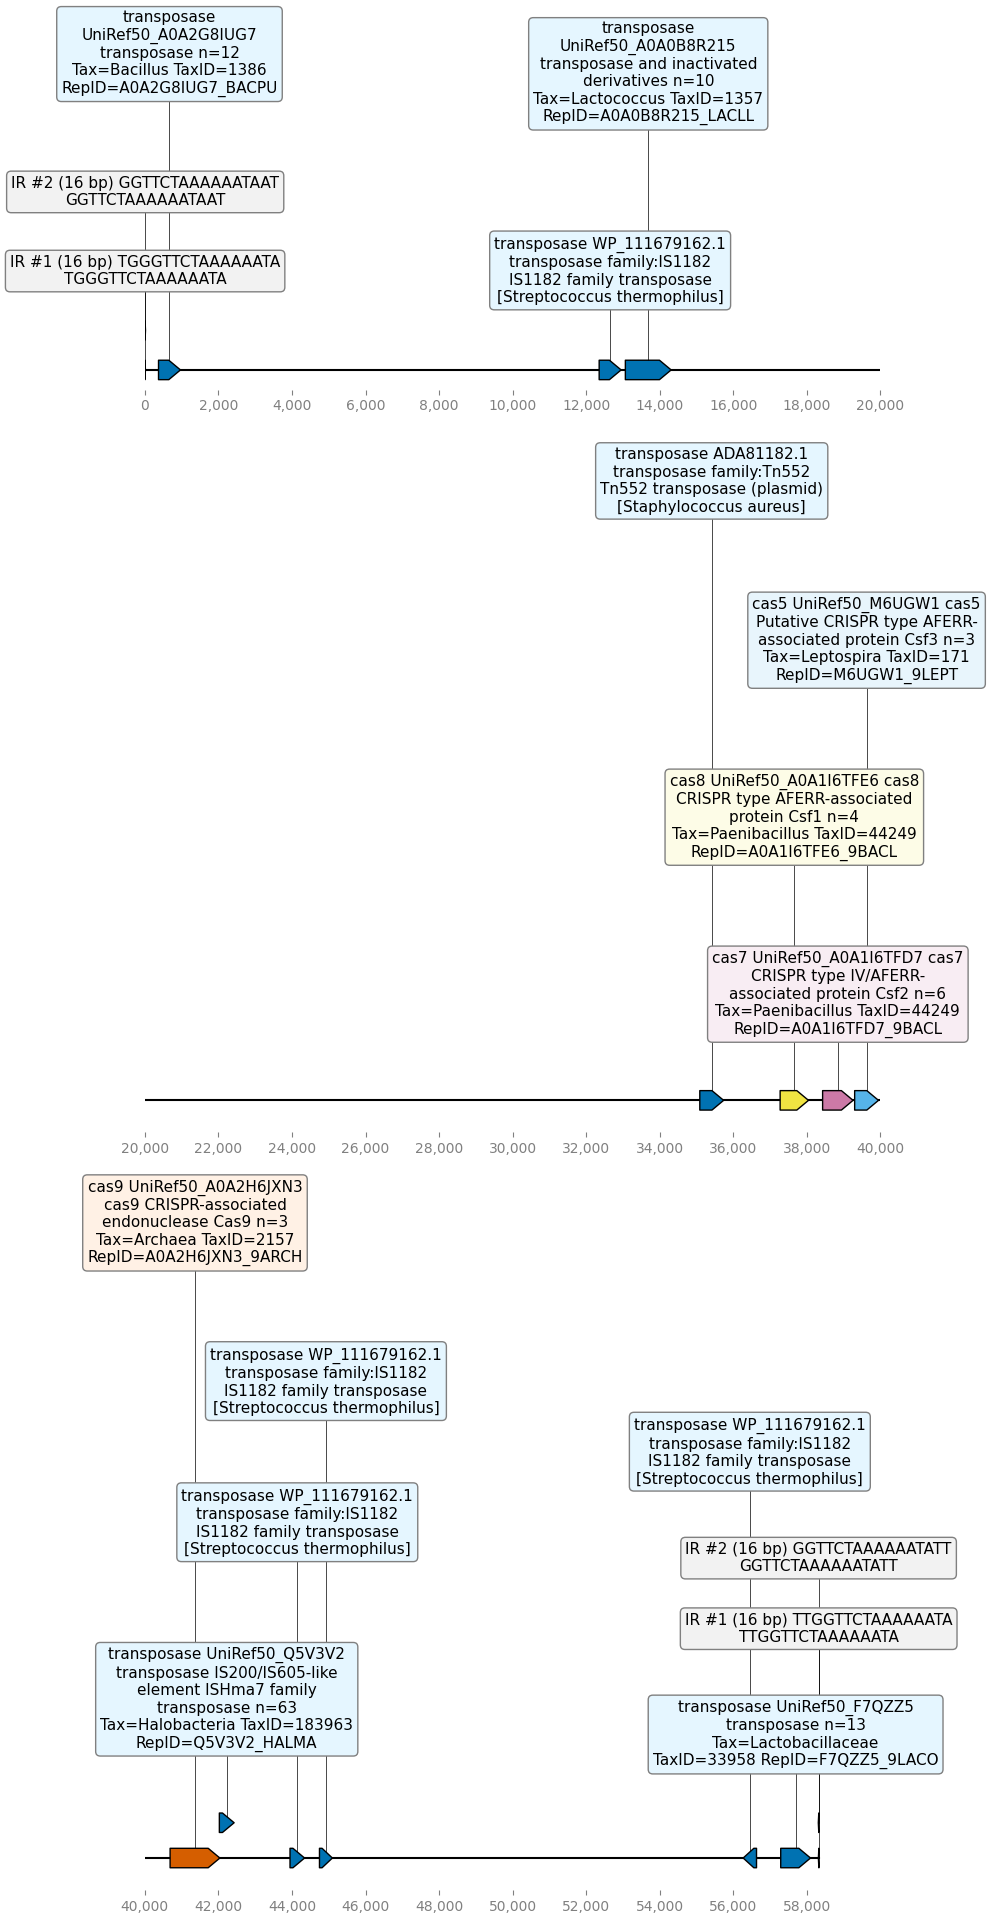 transposase
UniRef50_A0A2G8IUG7
transposase n=12
Tax=Bacillus TaxID=1386
RepID=A0A2G8IUG7_BACPU
transposase
UniRef50_A0A0B8R215
transposase and inactivated
derivatives n=10
Tax=Lactococcus TaxID=1357
RepID=A0A0B8R215_LACLL
IR #2 (16 bp) GGTTCTAAAAAATAAT
GGTTCTAAAAAATAAT
IR #1 (16 bp) TGGGTTCTAAAAAATA
TGGGTTCTAAAAAATA
transposase WP_111679162.1
transposase family:IS1182
IS1182 family transposase
[Streptococcus thermophilus]
0 2,000 4,000 6,000 8,000 10,000 12,000 14,000 16,000 18,000 20,000
transposase ADA81182.1
transposase family:Tn552
Tn552 transposase (plasmid)
[Staphylococcus aureus]
cas5 UniRef50_M6UGW1 cas5
Putative CRISPR type AFERR-
associated protein Csf3 n=3
Tax=Leptospira TaxID=171
RepID=M6UGW1_9LEPT
cas8 UniRef50_A0A1I6TFE6 cas8
CRISPR type AFERR-associated
protein Csf1 n=4
Tax=Paenibacillus TaxID=44249
RepID=A0A1I6TFE6_9BACL
cas7 UniRef50_A0A1I6TFD7 cas7
CRISPR type IV/AFERR-
associated protein Csf2 n=6
Tax=Paenibacillus TaxID=44249
RepID=A0A1I6TFD7_9BACL
20,000 22,000 24,000 26,000 28,000 30,000 32,000 34,000 36,000 38,000 40,000
cas9 UniRef50_A0A2H6JXN3
cas9 CRISPR-associated
endonuclease Cas9 n=3
Tax=Archaea TaxID=2157
RepID=A0A2H6JXN3_9ARCH
transposase WP_111679162.1
transposase family:IS1182
IS1182 family transposase
[Streptococcus thermophilus]
transposase WP_111679162.1
transposase family:IS1182
IS1182 family transposase
[Streptococcus thermophilus]
transposase WP_111679162.1
transposase family:IS1182
IS1182 family transposase
[Streptococcus thermophilus]
IR #2 (16 bp) GGTTCTAAAAAATATT
GGTTCTAAAAAATATT
IR #1 (16 bp) TTGGTTCTAAAAAATA
TTGGTTCTAAAAAATA
transposase UniRef50_Q5V3V2
transposase IS200/IS605-like
element ISHma7 family
transposase n=63
Tax=Halobacteria TaxID=183963
RepID=Q5V3V2_HALMA
transposase UniRef50_F7QZZ5
transposase n=13
Tax=Lactobacillaceae
TaxID=33958 RepID=F7QZZ5_9LACO
40,000 42,000 44,000 46,000 48,000 50,000 52,000 54,000 56,000 58,000